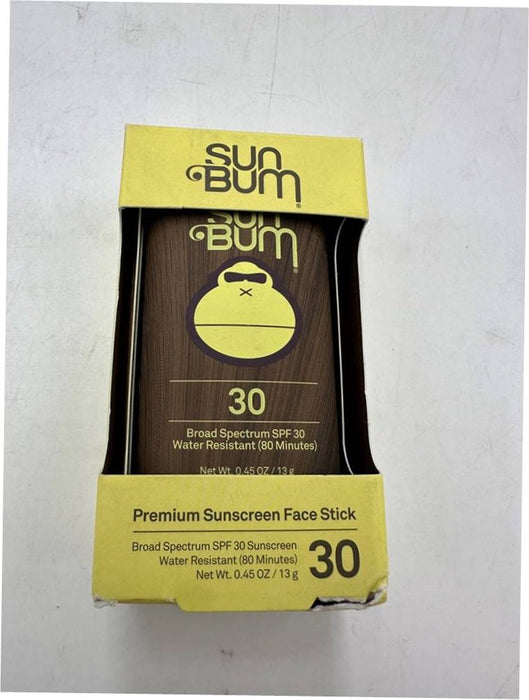 sun
Bum®
sun
Bum®
30
Broad Spectrum SPF 30
Water Resistant (80 Minutes)
Net Wt. 0.45 OZ / 13 g
Premium Sunscreen Face Stick
Broad Spectrum SPF 30 Sunscreen
Water Resistant (80 Minutes)
Net Wt. 0.45 OZ / 13 g
30